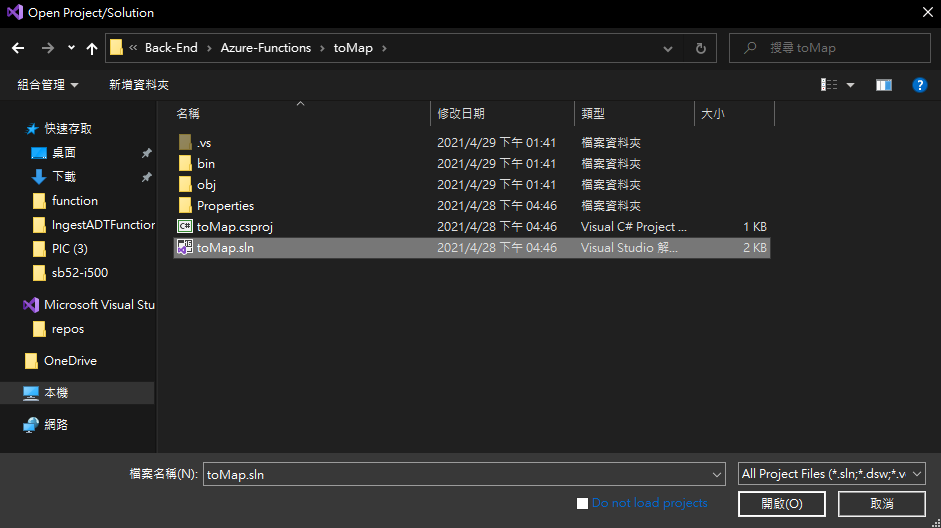 Open Project/Solution
« Back-End › Azure-Functions › toMap ›
搜尋 toMap
組合管理 新增資料夾
名稱 修改日期 類型 大小
快速存取
桌面
下載
function
IngestADTFunction
PIC (3)
sb52-i500
Microsoft Visual Stu
repos
OneDrive
本機
網路
.vs 2021/4/29 下午 01:41 檔案資料夾
bin 2021/4/29 下午 01:41 檔案資料夾
obj 2021/4/29 下午 01:41 檔案資料夾
Properties 2021/4/28 下午 04:46 檔案資料夾
toMap.csproj 2021/4/28 下午 04:46 Visual C# Project ... 1 KB
toMap.sln 2021/4/28 下午 04:46 Visual Studio 解... 2 KB
檔案名稱(N): toMap.sln All Project Files (*.sln;*.dsw;*.v
Do not load projects
開啟(O) 取消